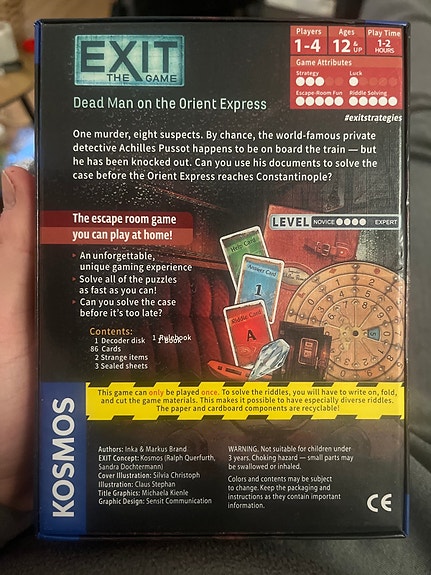 EXIT
THE GAME
Players
1-4
Ages
12 & UP
Play Time
1-2
HOURS
Game Attributes
Strategy
Luck
Escape-Room Fun
Riddle Solving
#exitstrategies
Dead Man on the Orient Express
One murder, eight suspects. By chance, the world-famous private
detective Achilles Pussot happens to be on board the train — but
he has been knocked out. Can you use his documents to solve the
case before the Orient Express reaches Constantinople?
The escape room game
you can play at home!
LEVEL NOVICE EXPERT
An unforgettable,
unique gaming experience
Solve all of the puzzles
as fast as you can!
Can you solve the case
before it's too late?
Help Card
Answer Card
1
Riddle Card
A
Contents:
1 Decoder disk
86 Cards
2 Strange items
3 Sealed sheets
1 Rulebook
1 Book
This game can only be played once. To solve the riddles, you will have to write on, fold,
and cut the game materials. This makes it possible to have especially diverse riddles.
The paper and cardboard components are recyclable!
KOSMOS
Authors: Inka & Markus Brand
EXIT Concept: Kosmos (Ralph Querfurth,
Sandra Dochtermann)
Cover Illustration: Silvia Christoph
Illustration: Claus Stephan
Title Graphics: Michaela Kienle
Graphic Design: Sensit Communication
WARNING. Not suitable for children under
3 years. Choking hazard — small parts may
be swallowed or inhaled.
Colors and contents may be subject
to change. Keep the packaging and
instructions as they contain important
information.
CE